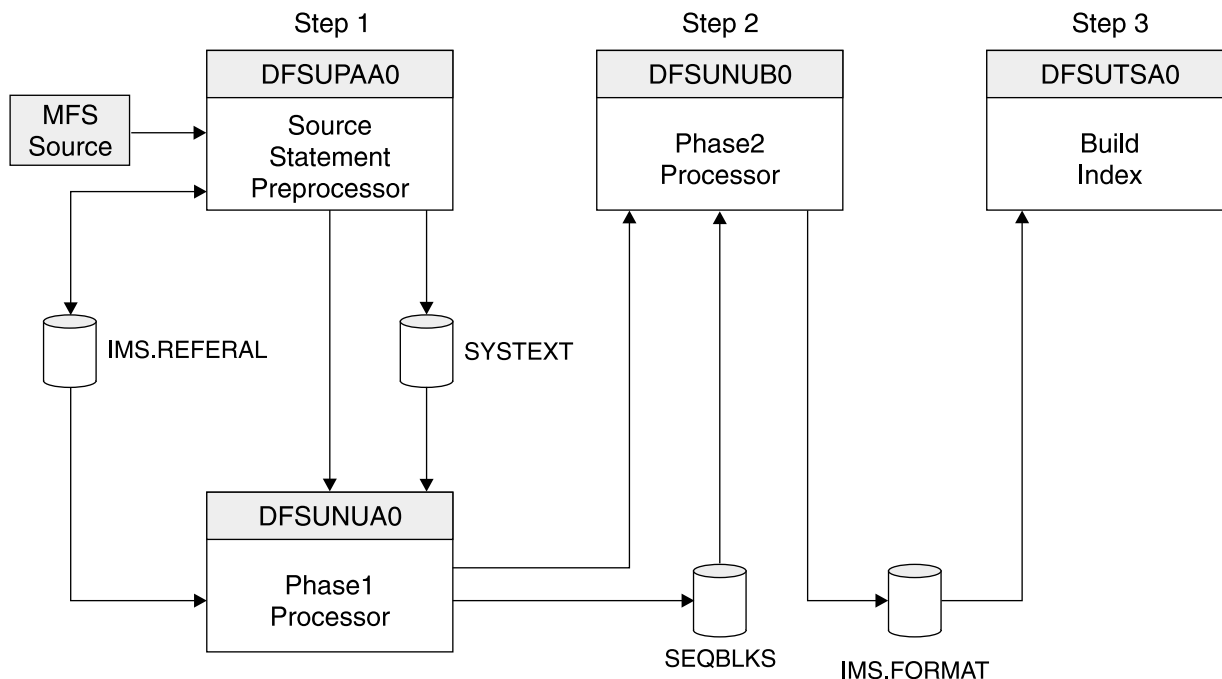 Step 1
Step 2
Step 3
DFSUPAA0
DFSUNUB0
DFSUTSA0
MFS
Source
Source
Statement
Preprocessor
Phase2
Processor
Build
Index
IMS.REFERAL
SYSTEXT
DFSUNUA0
Phase1
Processor
SEQBLKS
IMS.FORMAT